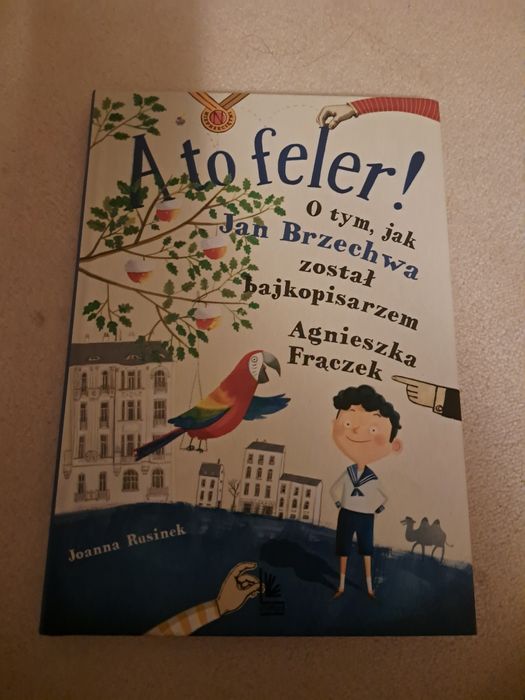 N
A to feler!
O tym, jak
Jan Brzechwa
został
bajkopisarzem
Agnieszka
Frączek
Joanna Rusinek